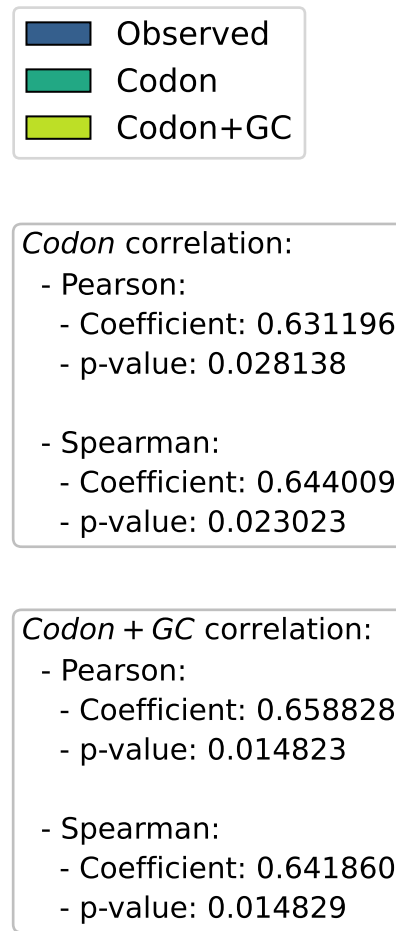 Observed
Codon
Codon+GC
Codon correlation:
- Pearson:
- Coefficient: 0.631196
- p-value: 0.028138
- Spearman:
- Coefficient: 0.644009
- p-value: 0.023023
Codon + GC correlation:
- Pearson:
- Coefficient: 0.658828
- p-value: 0.014823
- Spearman:
- Coefficient: 0.641860
- p-value: 0.014829